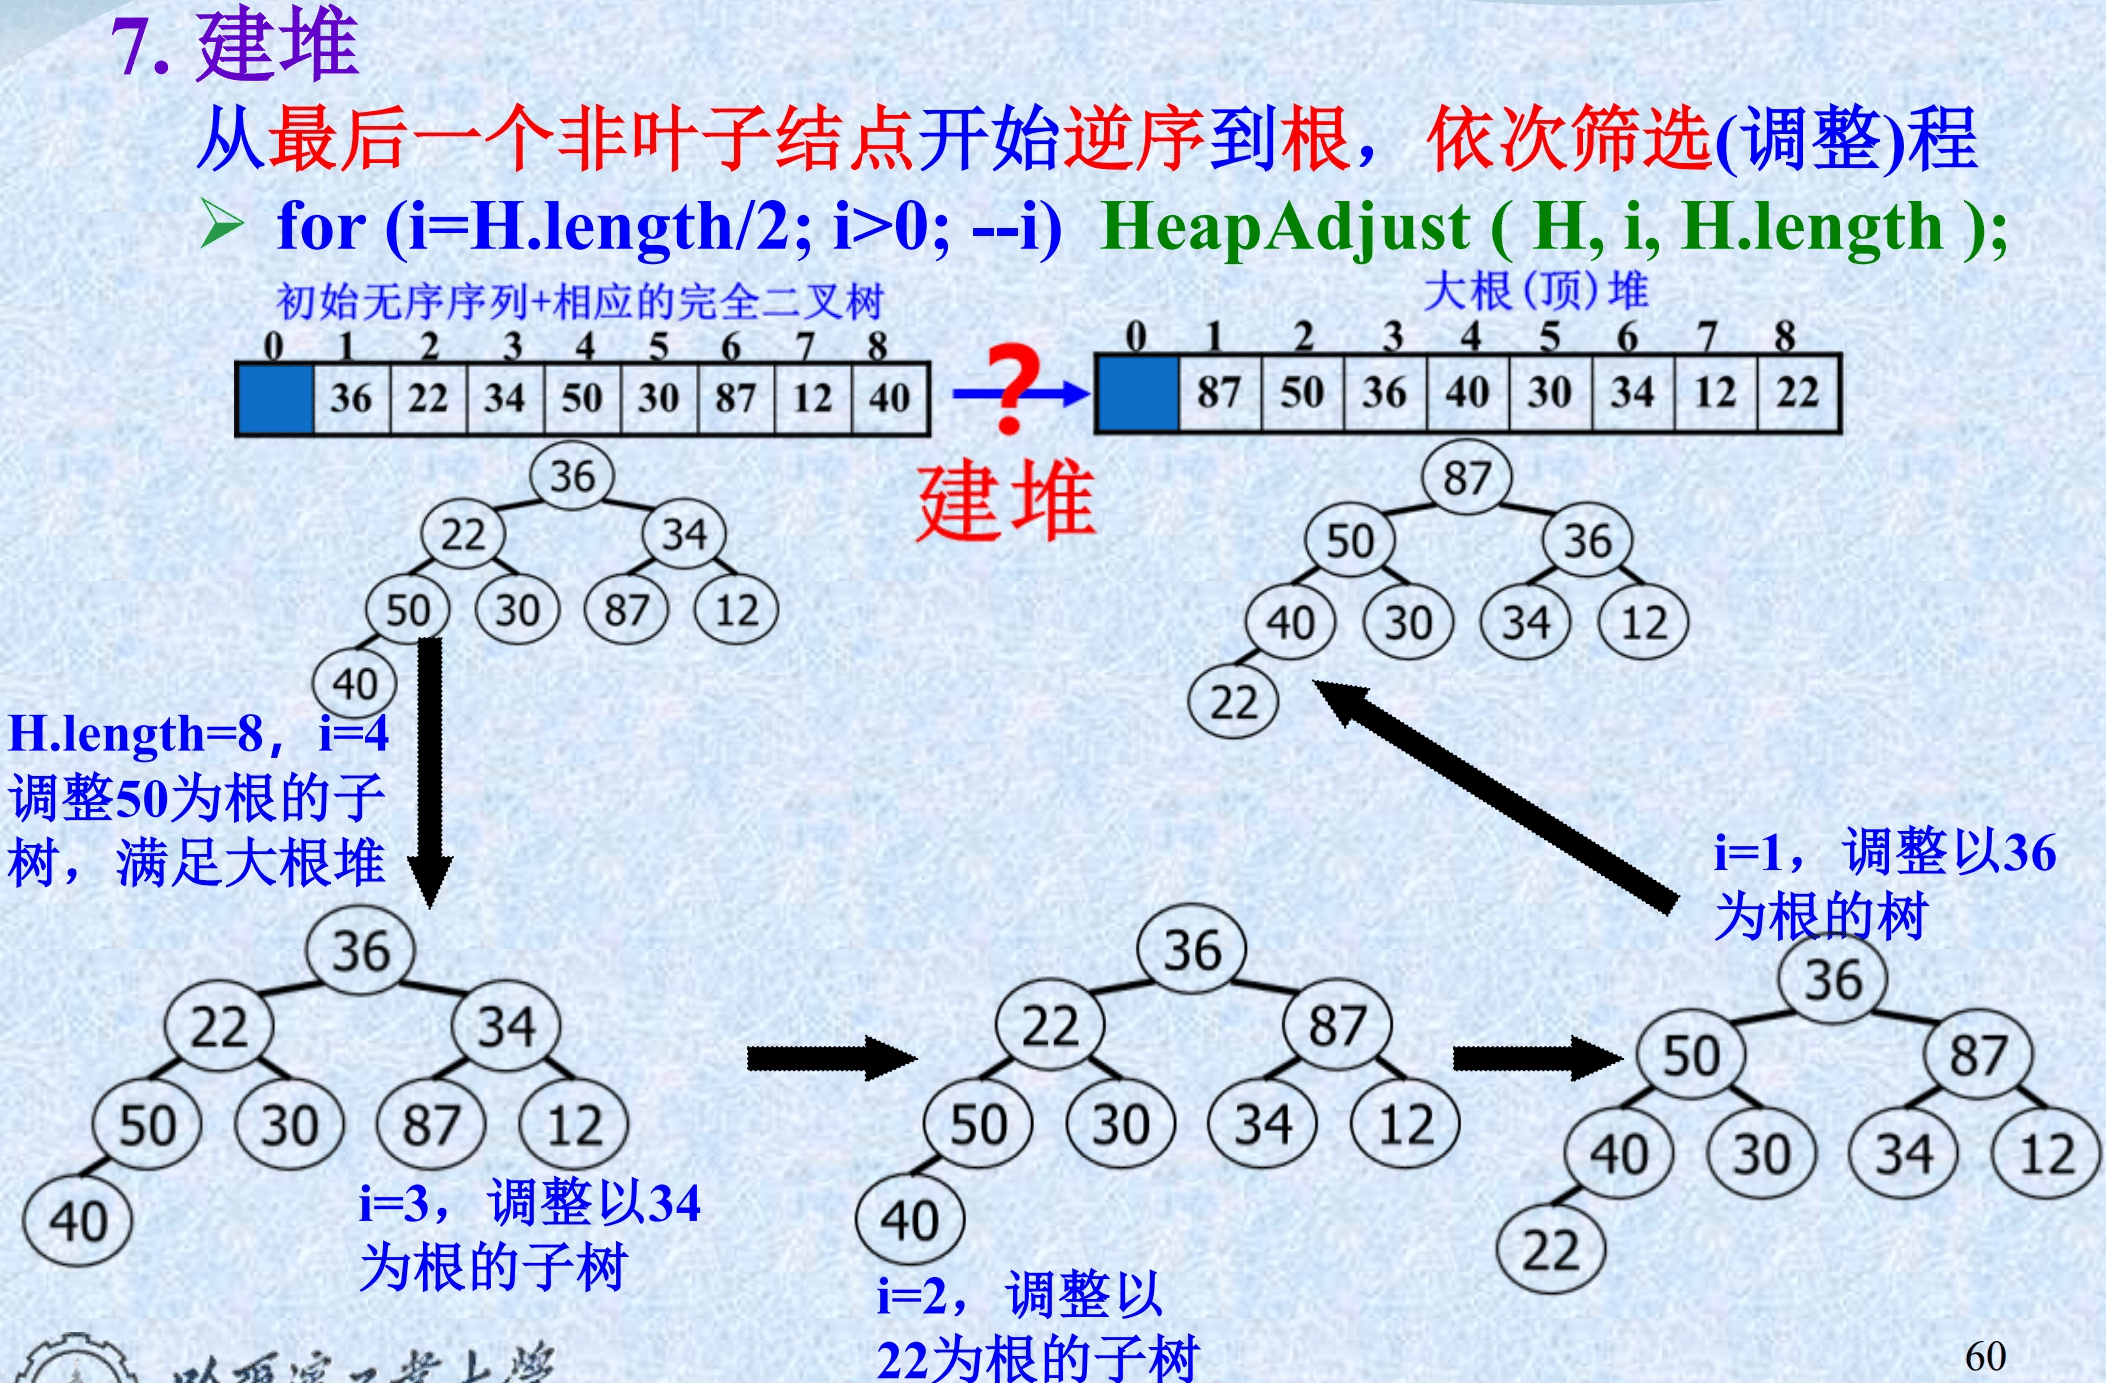 7. 建堆
从最后一个非叶子结点开始逆序到根，依次筛选(调整)程
for (i=H.length/2; i>0; --i) HeapAdjust ( H, i, H.length );
初始无序序列+相应的完全二叉树
大根(顶)堆
0 1 2 3 4 5 6 7 8
36 22 34 50 30 87 12 40
?
建堆
0 1 2 3 4 5 6 7 8
87 50 36 40 30 34 12 22
36
22 34
50 30 87 12
40
87
50 36
40 30 34 12
22
H.length=8，i=4
调整50为根的子
树，满足大根堆
36
22 34
50 30 87 12
40
i=3，调整以34
为根的子树
36
22 87
50 30 34 12
40
i=2，调整以
22为根的子树
i=1，调整以36
为根的树
36
50 87
40 30 34 12
22
哈爾濱工業大學
60